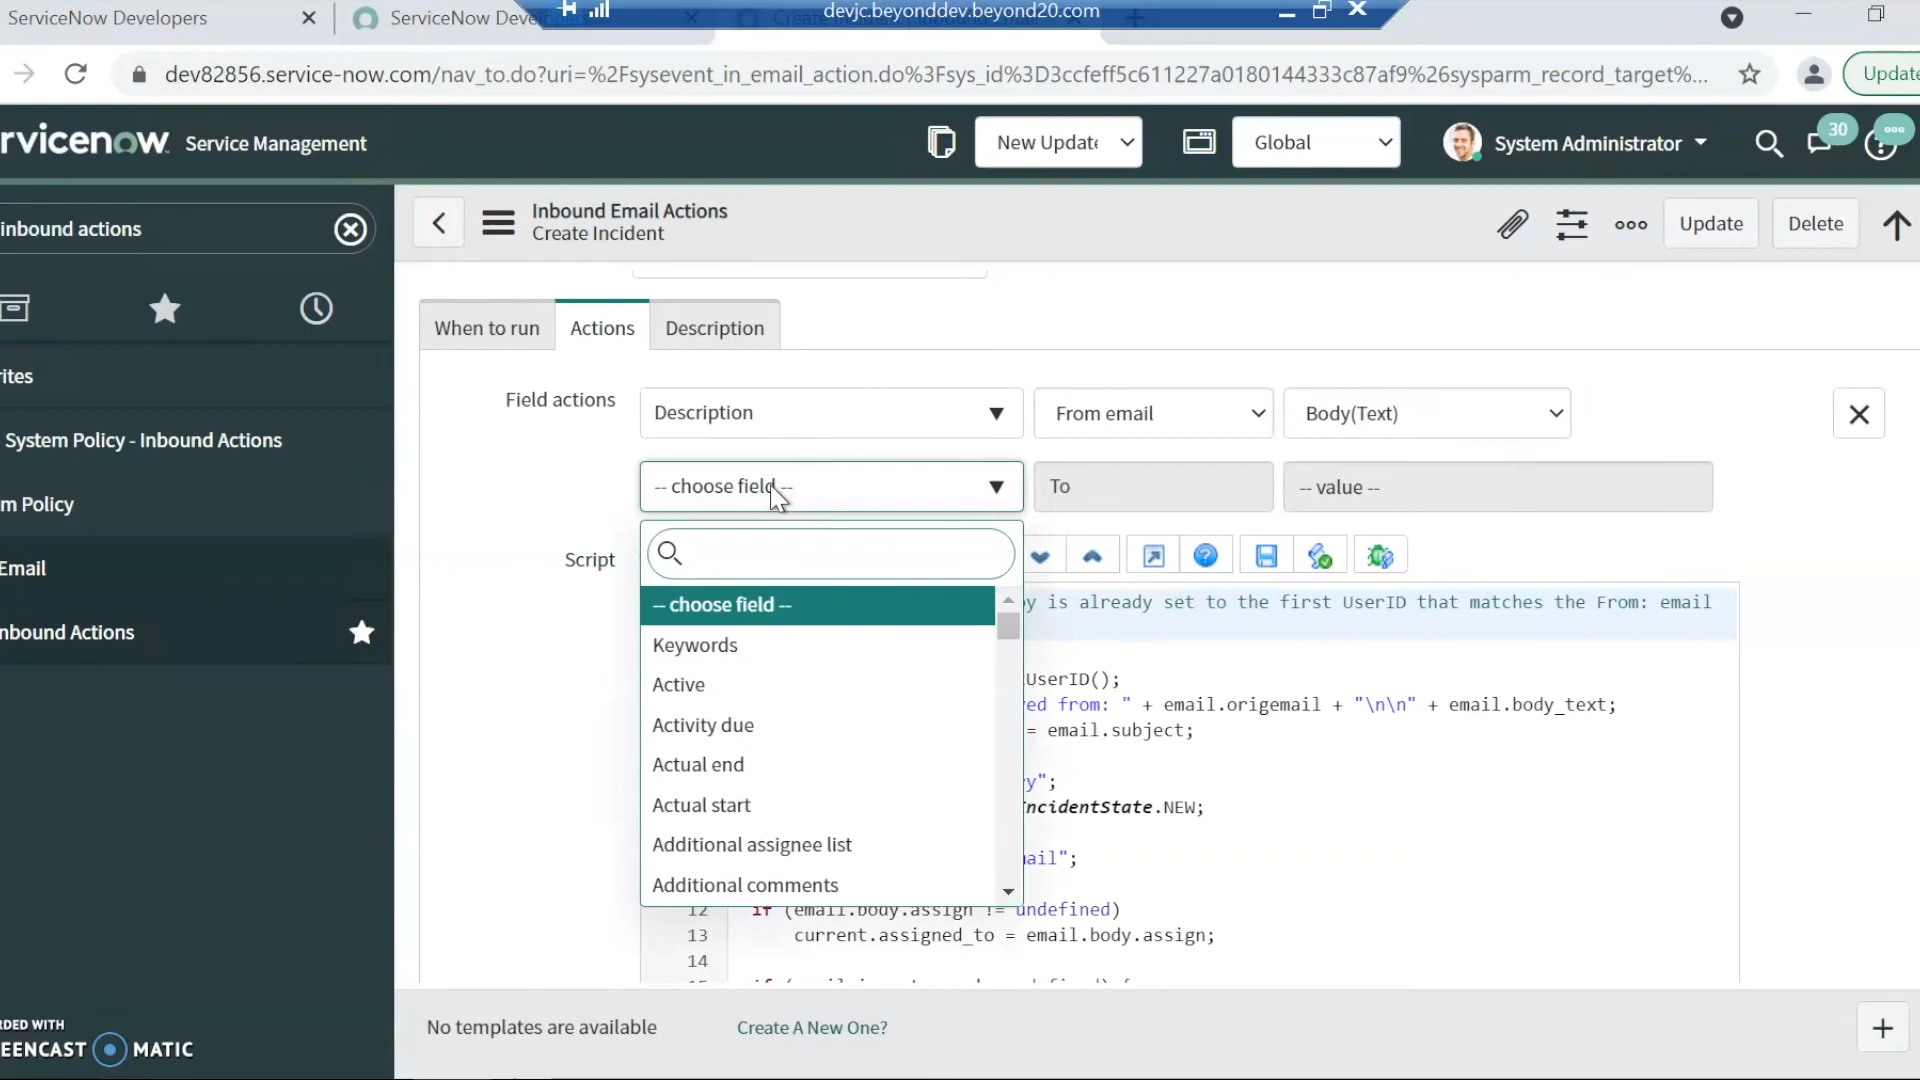 ServiceNow Developers
ServiceNow Devel
devjc.beyonddev.beyond20.com
dev82856.service-now.com/nav_to.do?uri=%2Fsysevent_in_email_action.do%3Fsys_id%3D3ccfeff5c611227a0180144333c87af9%26sysparm_record_target%...
Update
rvicenow Service Management
New Update
Global
System Administrator
30
inbound actions
Inbound Email Actions
Create Incident
Update
Delete
When to run
Actions
Description
ites
System Policy - Inbound Actions
m Policy
Email
nbound Actions
Field actions
Description
From email
Body(Text)
-- choose field --
To
-- value --
Script
-- choose field --
Keywords
Active
Activity due
Actual end
Actual start
Additional assignee list
Additional comments
y is already set to the first UserID that matches the From: email
UserID();
ed from: " + email.origemail + "\n\n" + email.body_text;
= email.subject;
y";
ncidentState.NEW;
ail";
12 if (email.body.assign != undefined)
13 current.assigned_to = email.body.assign;
14
No templates are available
Create A New One?
RDED WITH
EENCAST MATIC